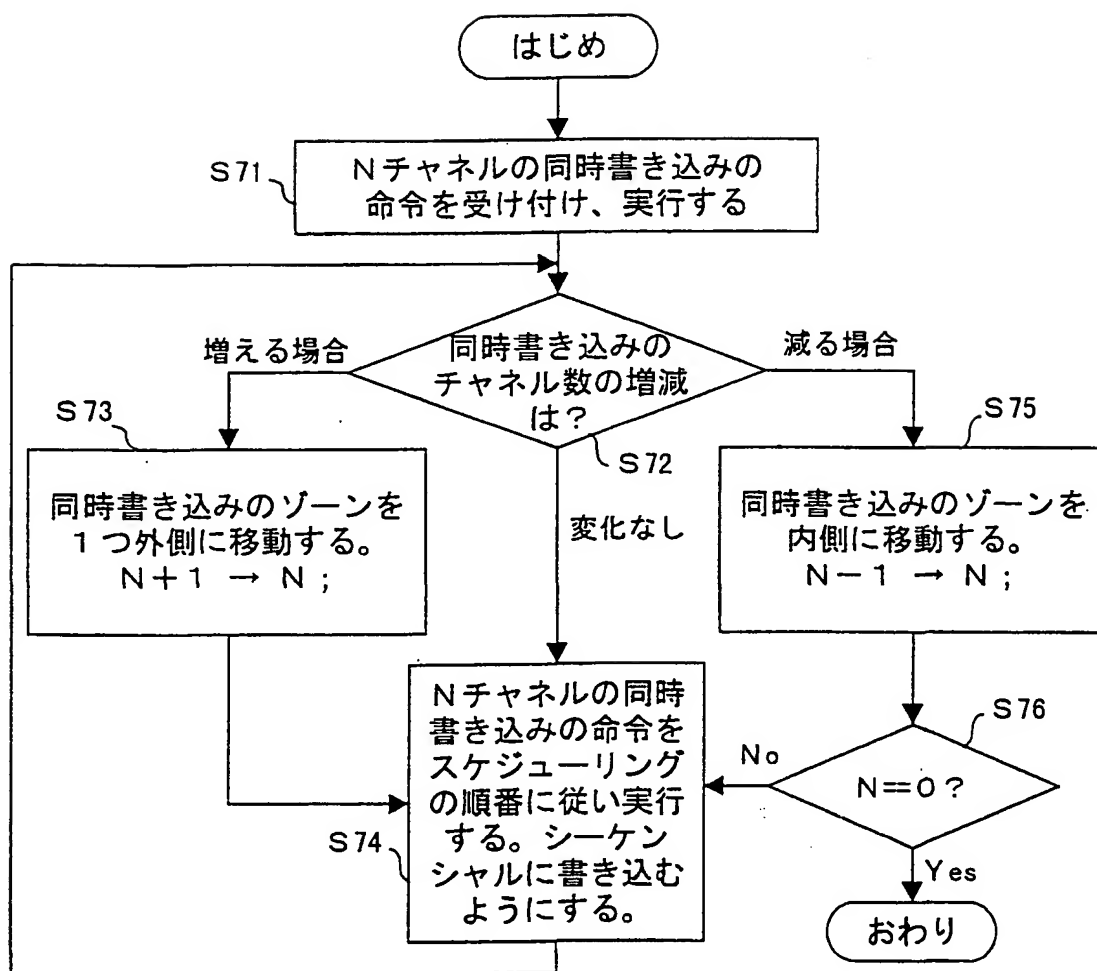 はじめ
S71
Nチャネルの同時書き込みの
命令を受け付け、実行する
増える場合
同時書き込みの
チャネル数の増減
は?
減る場合
S72
S73
同時書き込みのゾーンを
1つ外側に移動する。
N+1 → N ;
変化なし
S75
同時書き込みのゾーンを
内側に移動する。
N-1 → N ;
S74
Nチャネルの同時
書き込みの命令を
スケジューリング
の順番に従い実行
する。シーケン
シャルに書き込む
ようにする。
S76
No
N==0?
Yes
おわり